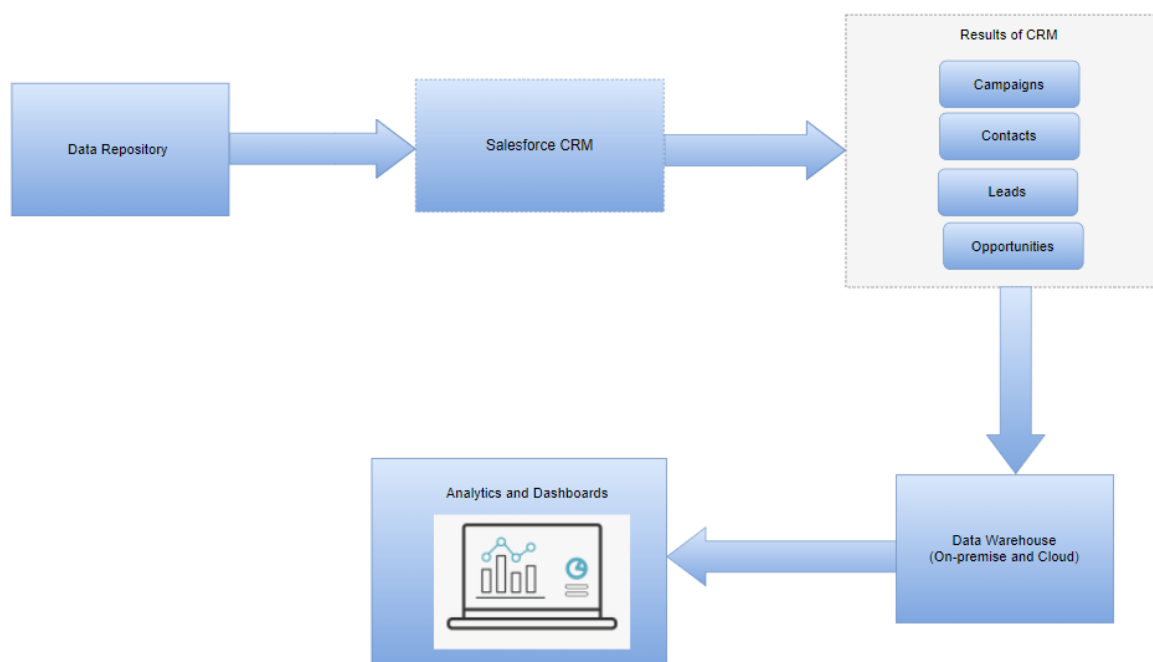 Results of CRM
Campaigns
Contacts
Leads
Opportunities
Data Repository
Salesforce CRM
Analytics and Dashboards
Data Warehouse
(On-premise and Cloud)